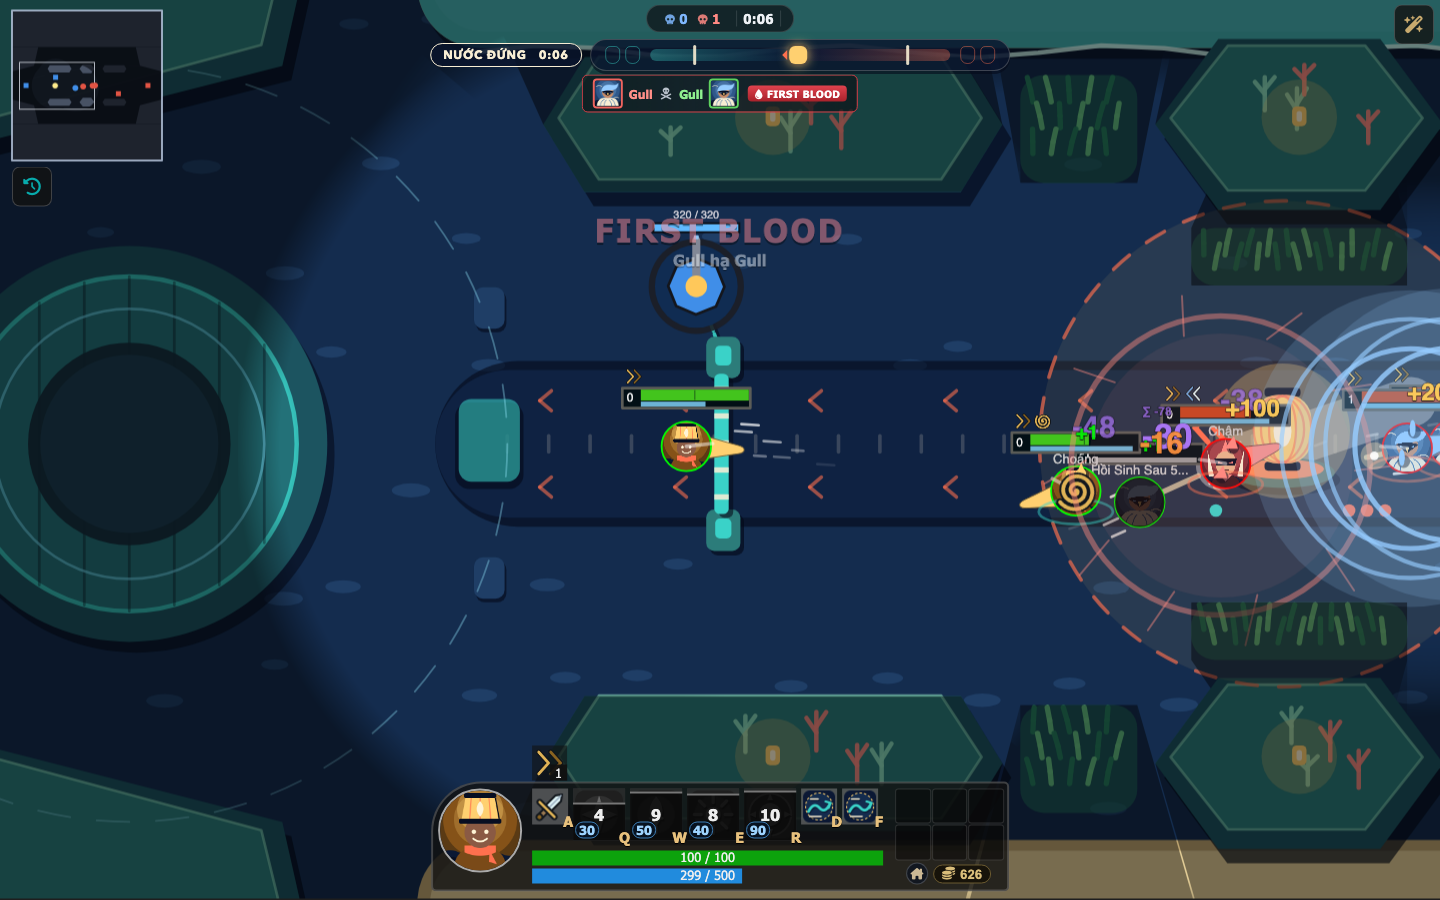 0 1 0:06
NƯỚC ĐỨNG 0:06
Gull Gull FIRST BLOOD
320 / 320
FIRST BLOOD
Gull hạ Gull
0
0
Choáng
Hồi Sinh Sau 5...
-48
+100
+16
Chậm
1
+20
1
4 9 8 10
30 50 40 90
A Q W E R D F
100 / 100
299 / 500
626